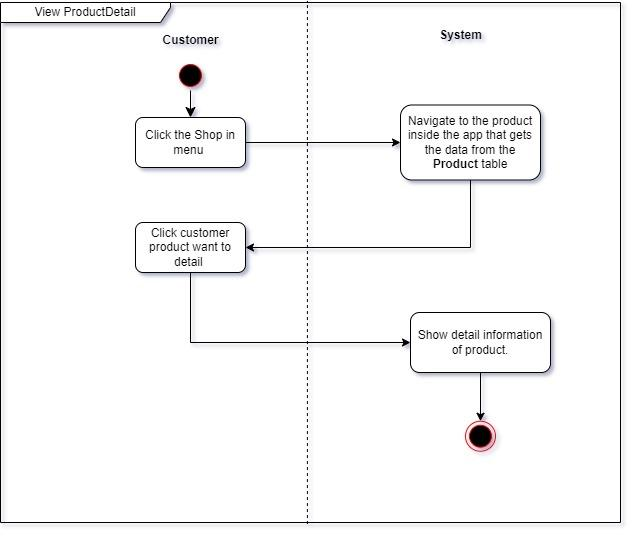 View ProductDetail
Customer
System
Click the Shop in
menu
Navigate to the product
inside the app that gets
the data from the
Product table
Click customer
product want to
detail
Show detail information
of product.